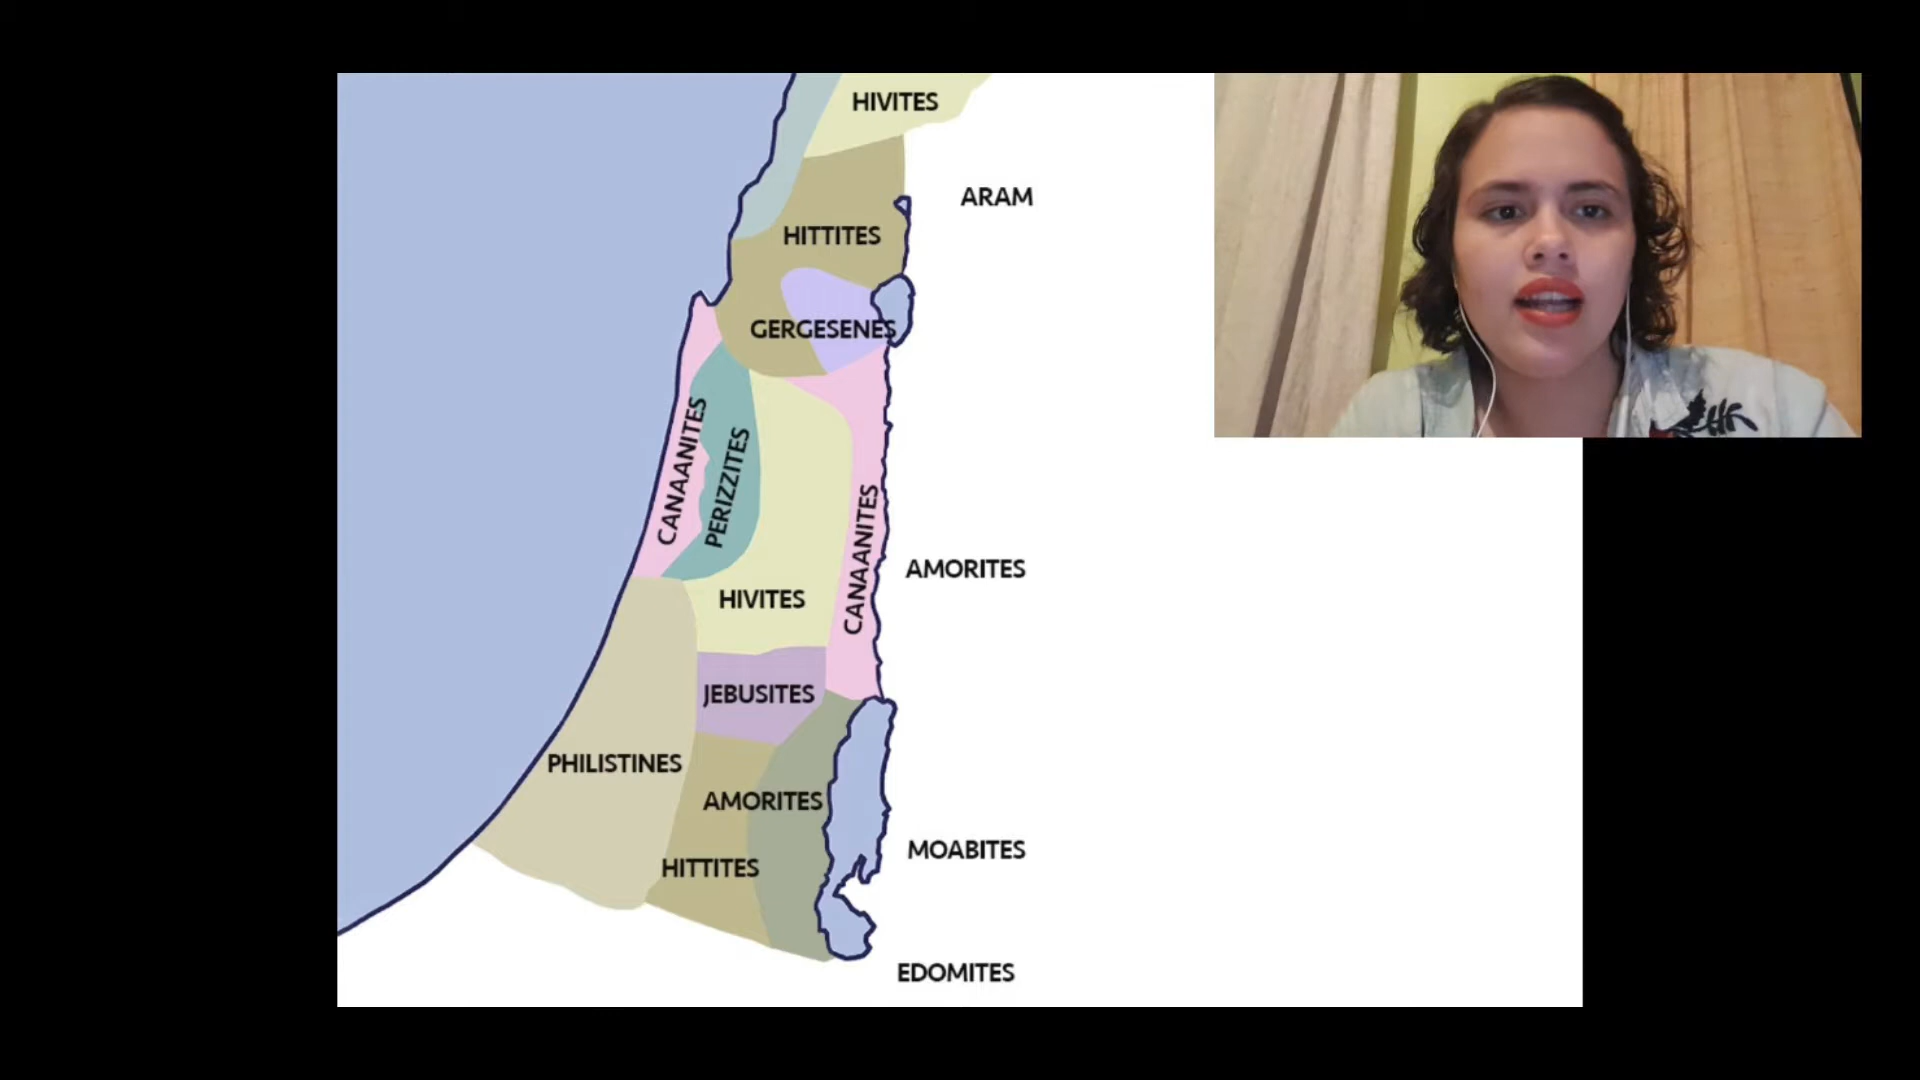 HIVITES
ARAM
HITTITES
GERGESENES
CANAANITES
PERIZZITES
CANAANITES
AMORITES
HIVITES
JEBUSITES
PHILISTINES
AMORITES
MOABITES
HITTITES
EDOMITES